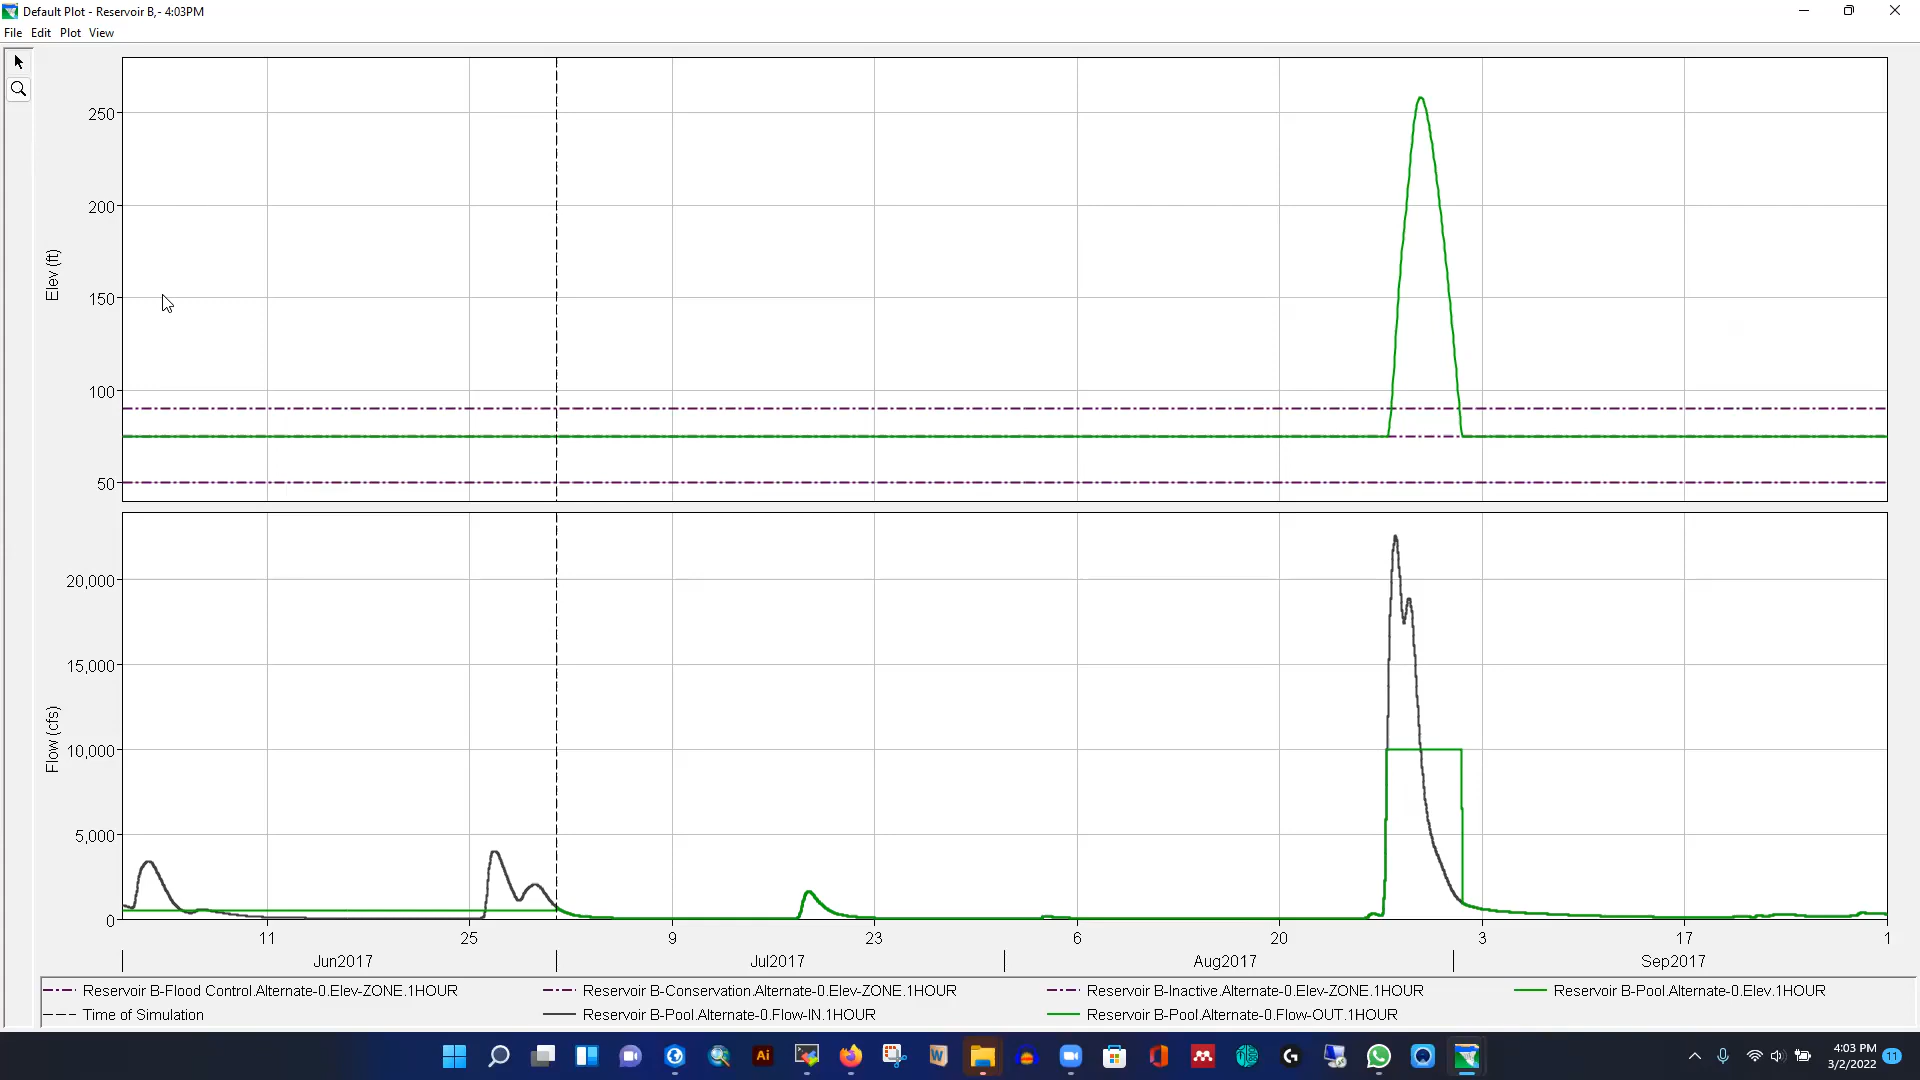 Default Plot - Reservoir B,- 4:03PM
File Edit Plot View
250
200
150
100
50
Elev (ft)
20,000
15,000
10,000
5,000
0
Flow (cfs)
11 25 9 23 6 20 3 17 1
Jun2017 Jul2017 Aug2017 Sep2017
Reservoir B-Flood Control.Alternate-0.Elev-ZONE.1HOUR Reservoir B-Conservation.Alternate-0.Elev-ZONE.1HOUR Reservoir B-Inactive.Alternate-0.Elev-ZONE.1HOUR Reservoir B-Pool.Alternate-0.Elev.1HOUR
Time of Simulation Reservoir B-Pool.Alternate-0.Flow-IN.1HOUR Reservoir B-Pool.Alternate-0.Flow-OUT.1HOUR
Ai W G
4:03 PM
3/2/2022 11